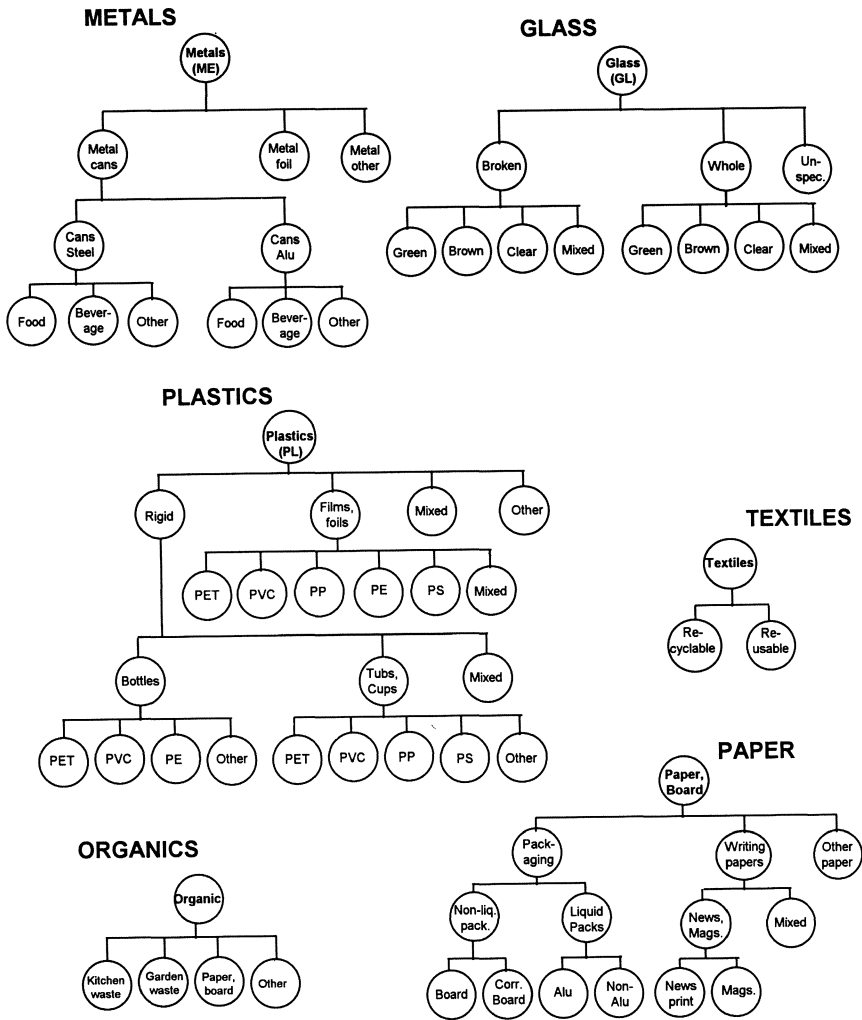 METALS
Metals
(ME)
Metal
cans
Metal
foil
Metal
other
Cans
Steel
Cans
Alu
Food
Bever-
age
Other
Food
Bever-
age
Other
GLASS
Glass
(GL)
Broken
Whole
Un-
spec.
Green
Brown
Clear
Mixed
Green
Brown
Clear
Mixed
PLASTICS
Plastics
(PL)
Rigid
Films,
foils
Mixed
Other
PET
PVC
PP
PE
PS
Mixed
Bottles
Tubs,
Cups
Mixed
PET
PVC
PE
Other
PET
PVC
PP
PS
Other
TEXTILES
Textiles
Re-
cyclable
Re-
usable
ORGANICS
Organic
Kitchen
waste
Garden
waste
Paper,
board
Other
PAPER
Paper,
Board
Pack-
aging
Writing
papers
Other
paper
Non-liq.
pack.
Liquid
Packs
News,
Mags.
Mixed
Board
Corr.
Board
Alu
Non-
Alu
News
print
Mags.